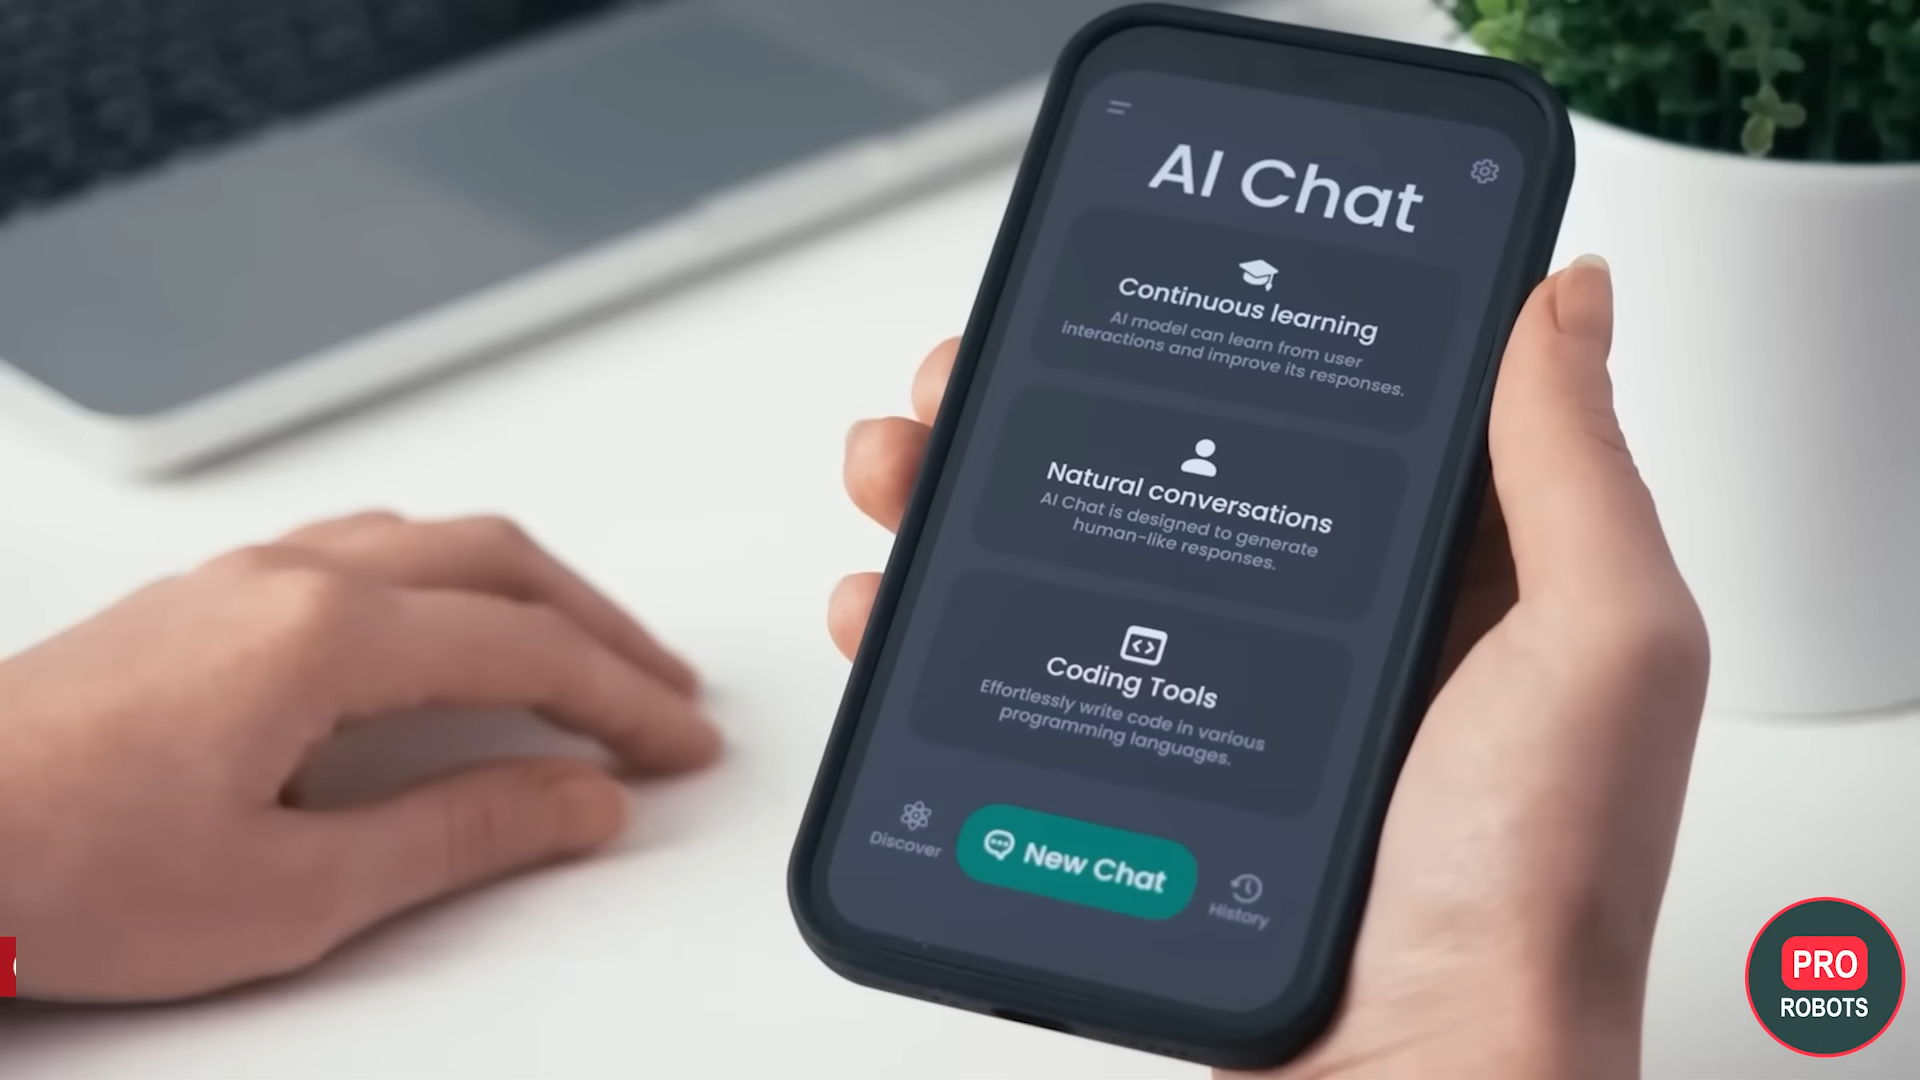 AI Chat
Continuous learning
AI model can learn from user
interactions and improve its responses.
Natural conversations
AI Chat is designed to generate
human-like responses.
Coding Tools
Effortlessly write code in various
programming languages.
Discover
New Chat
History
PRO
ROBOTS